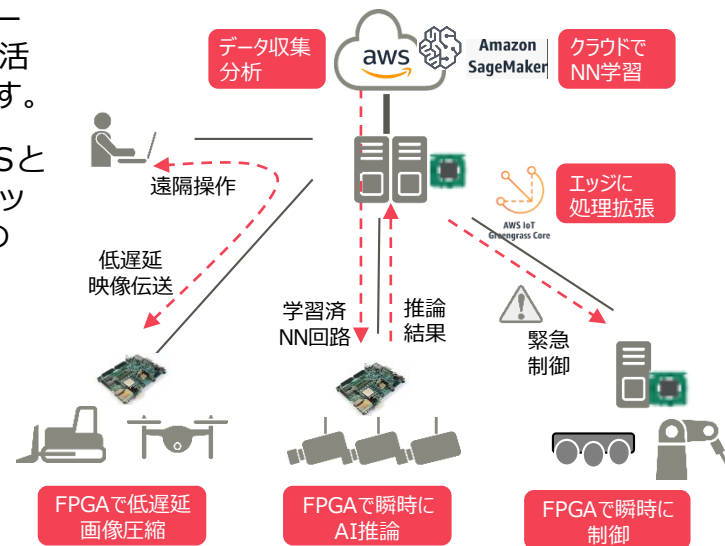 ー
活
す。
Sと
ッ
の
データ収集
分析
aws
Amazon
SageMaker
クラウドで
NN学習
遠隔操作
AWS IoT
Greengrass Core
エッジに
処理拡張
低遅延
映像伝送
学習済
NN回路
推論
結果
緊急
制御
FPGAで低遅延
画像圧縮
FPGAで瞬時に
AI推論
FPGAで瞬時に
制御